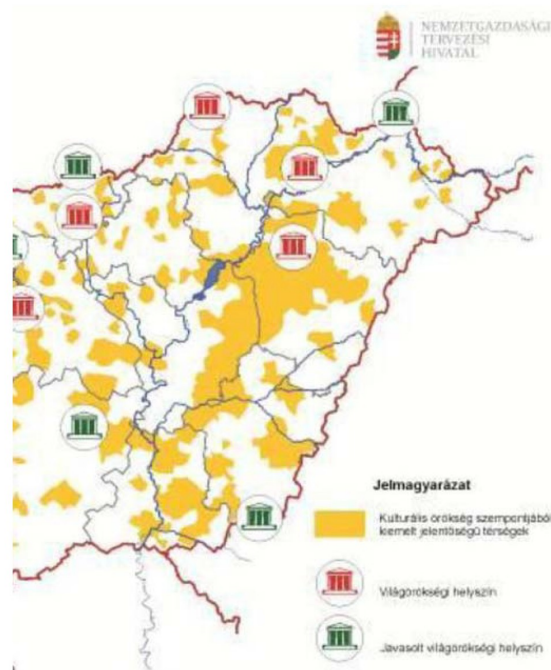 NEMZETGAZDASÁGI
TERVEZÉSI
HIVATAL
Jelmagyarázat
Kulturális örökség szempontjából
kiemelt jelentőségű térségek
Világörökségi helyszín
Javasolt világörökségi helyszín